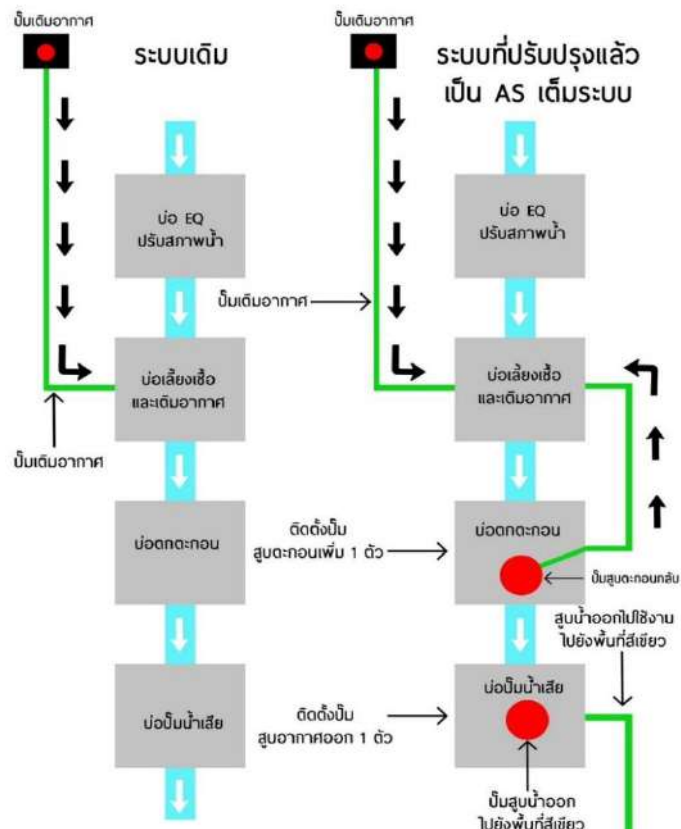 ปั๊มเติมอากาศ
ระบบเดิม
บ่อ EQ
ปรับสภาพน้ำ
บ่อเลี้ยงเชื้อ
และเติมอากาศ
ปั๊มเติมอากาศ
บ่อตกตะกอน
บ่อปั๊มน้ำเสีย
ปั๊มเติมอากาศ
ระบบที่ปรับปรุงแล้ว
เป็น AS เต็มระบบ
บ่อ EQ
ปรับสภาพน้ำ
ปั๊มเติมอากาศ
บ่อเลี้ยงเชื้อ
และเติมอากาศ
ติดตั้งปั๊ม
สูบตะกอนเพิ่ม 1 ตัว
บ่อตกตะกอน
ปั๊มสูบตะกอนกลับ
สูบน้ำออกไปใช้งาน
ไปยังพื้นที่สีเขียว
ติดตั้งปั๊ม
สูบอากาศออก 1 ตัว
บ่อปั๊มน้ำเสีย
ปั๊มสูบน้ำออก
ไปยังพื้นที่สีเขียว